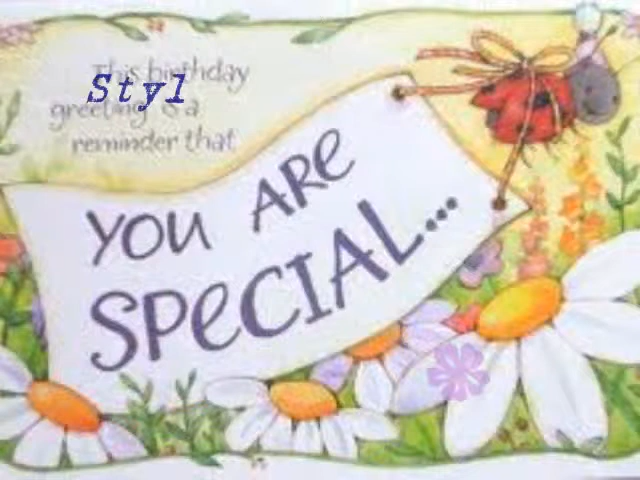 This birthday
Styl
greeting is a
reminder that
YOU ARE
SPECIAL...